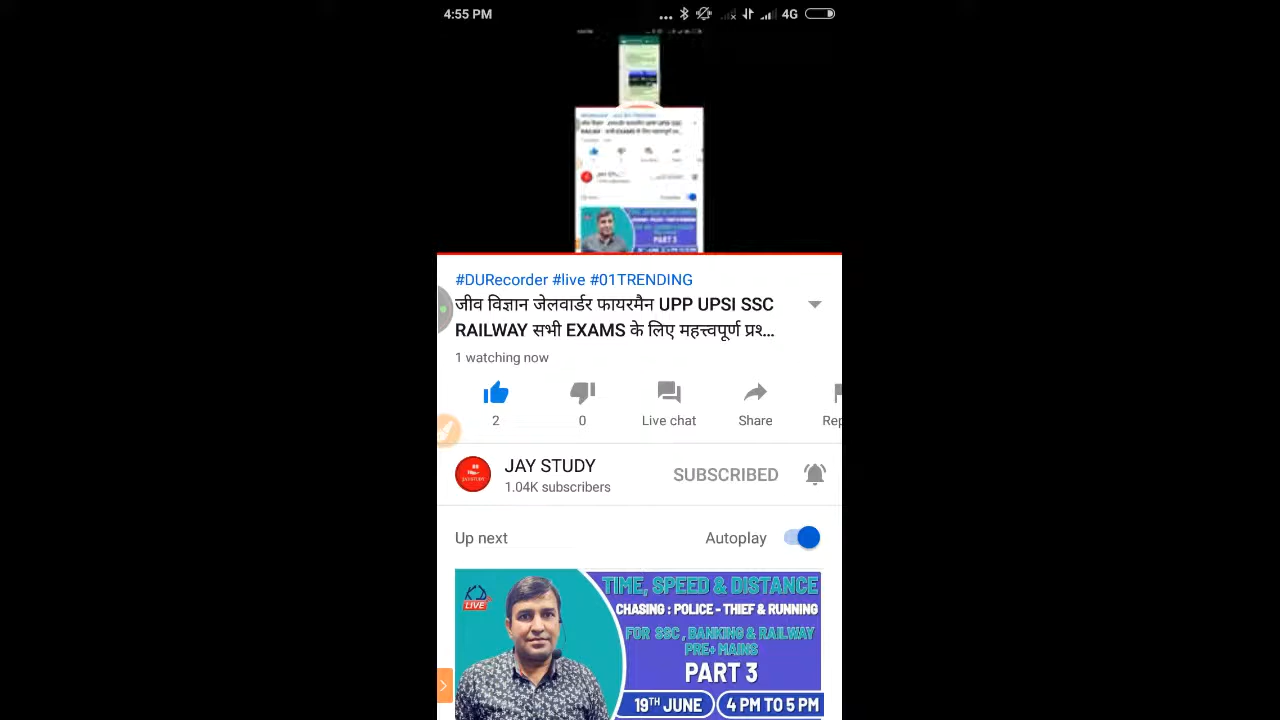 4:55 PM
4G
#DURecorder #live #01TRENDING
जीव विज्ञान जेलवार्डर फायरमैन UPP UPSI SSC
RAILWAY सभी EXAMS के लिए महत्त्वपूर्ण प्रश...
1 watching now
2
0
Live chat
Share
Rep
JAY STUDY
1.04K subscribers
SUBSCRIBED
Up next
Autoplay
KD
LIVE
TIME, SPEED & DISTANCE
CHASING : POLICE - THIEF & RUNNING
FOR SSC, BANKING & RAILWAY
PRE+ MAINS
PART 3
19TH JUNE
4 PM TO 5 PM